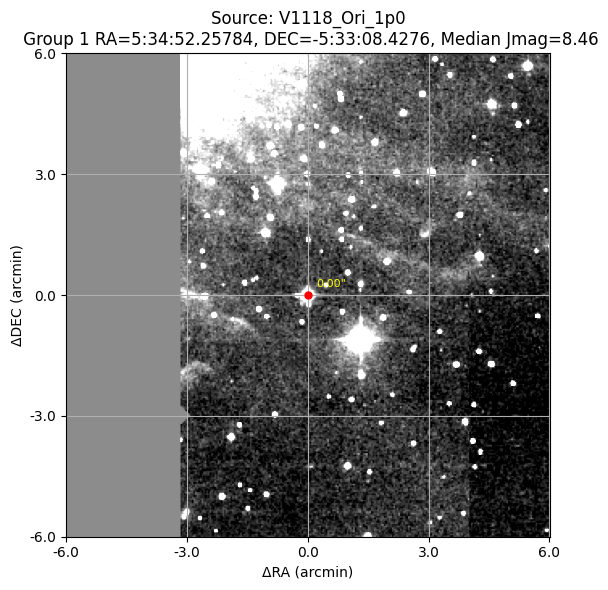 Source: V1118_Ori_1p0
Group 1 RA=5:34:52.25784, DEC=-5:33:08.4276, Median Jmag=8.46
6.0
3.0
0.00"
0.0
-3.0
-6.0
-6.0 -3.0 0.0 3.0 6.0
ΔDEC (arcmin)
ΔRA (arcmin)